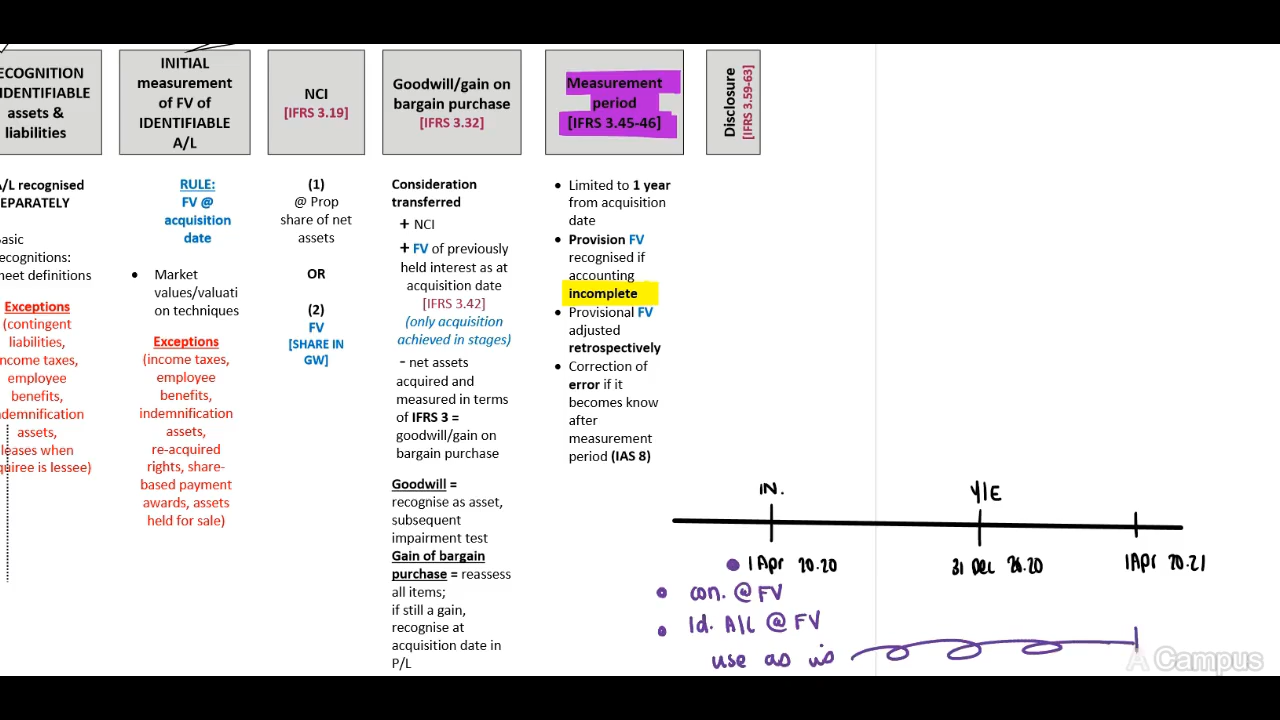 ECOGNITION
IDENTIFIABLE
assets &
liabilities
A/L recognised
EPARATELY
Basic
recognitions:
meet definitions
Exceptions
(contingent
liabilities,
ncome taxes,
employee
benefits,
ndemnification
assets,
leases when
quiree is lessee)
INITIAL
measurement
of FV of
IDENTIFIABLE
A/L
RULE:
FV @
acquisition
date
• Market
values/valuati
on techniques
Exceptions
(income taxes,
employee
benefits,
indemnification
assets,
re-acquired
rights, share-
based payment
awards, assets
held for sale)
NCI
[IFRS 3.19]
(1)
@ Prop
share of net
assets
OR
(2)
FV
[SHARE IN
GW]
Goodwill/gain on
bargain purchase
[IFRS 3.32]
Consideration
transferred
+ NCI
+ FV of previously
held interest as at
acquisition date
[IFRS 3.42]
(only acquisition
achieved in stages)
- net assets
acquired and
measured in terms
of IFRS 3 =
goodwill/gain on
bargain purchase
Goodwill =
recognise as asset,
subsequent
impairment test
Gain of bargain
purchase = reassess
all items;
if still a gain,
recognise at
acquisition date in
P/L
Measurement
period
[IFRS 3.45-46]
• Limited to 1 year
from acquisition
date
• Provision FV
recognised if
accounting
incomplete
• Provisional FV
adjusted
retrospectively
• Correction of
error if it
becomes know
after
measurement
period (IAS 8)
Disclosure
[IFRS 3.59-63]
IN.
Y/E
• 1 Apr 20.20
31 Dec 20.20
1 Apr 20.21
• con. @ FV
• Id. A/L @ FV
use as is
A Campus